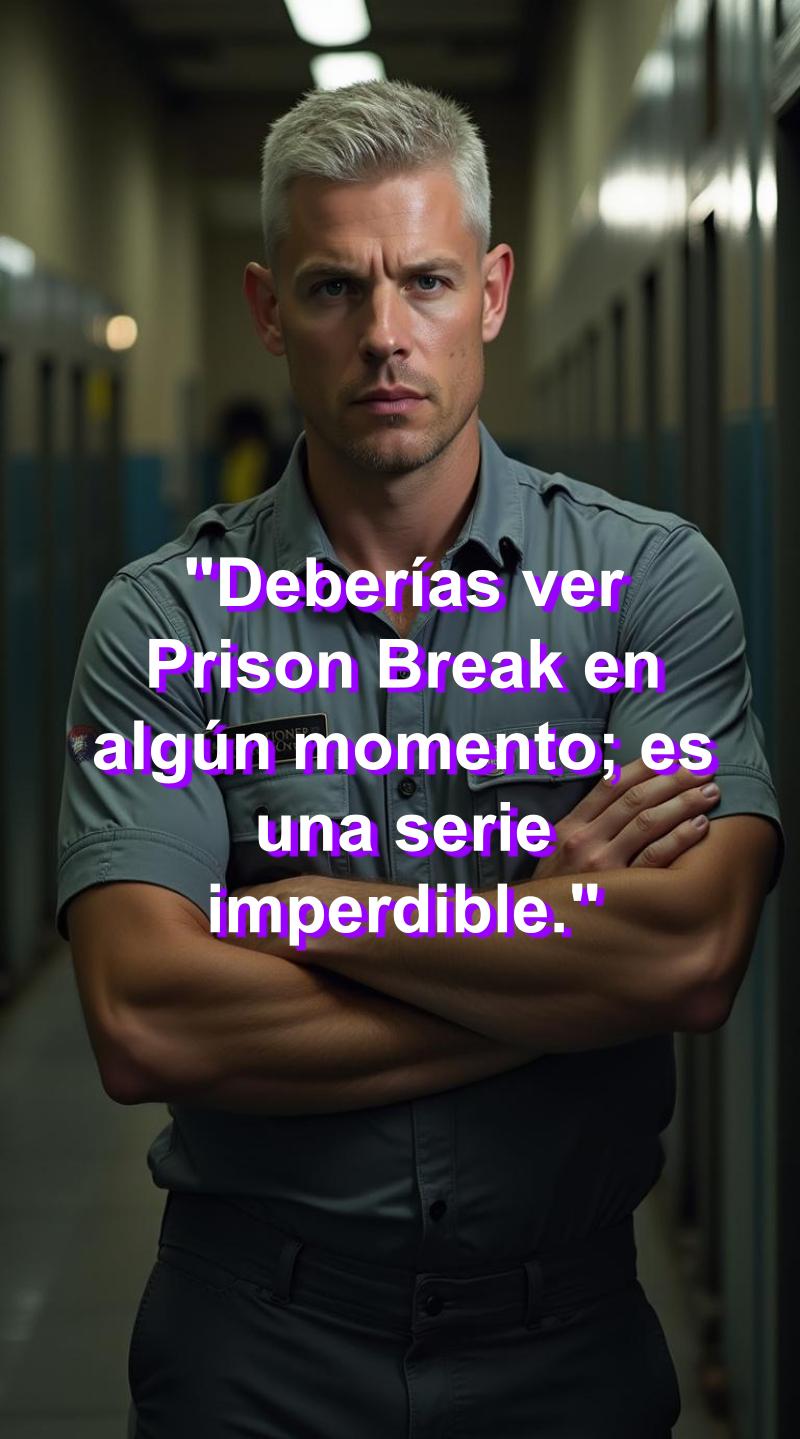 "Deberías ver
Prison Break en
algún momento; es
una serie
imperdible."